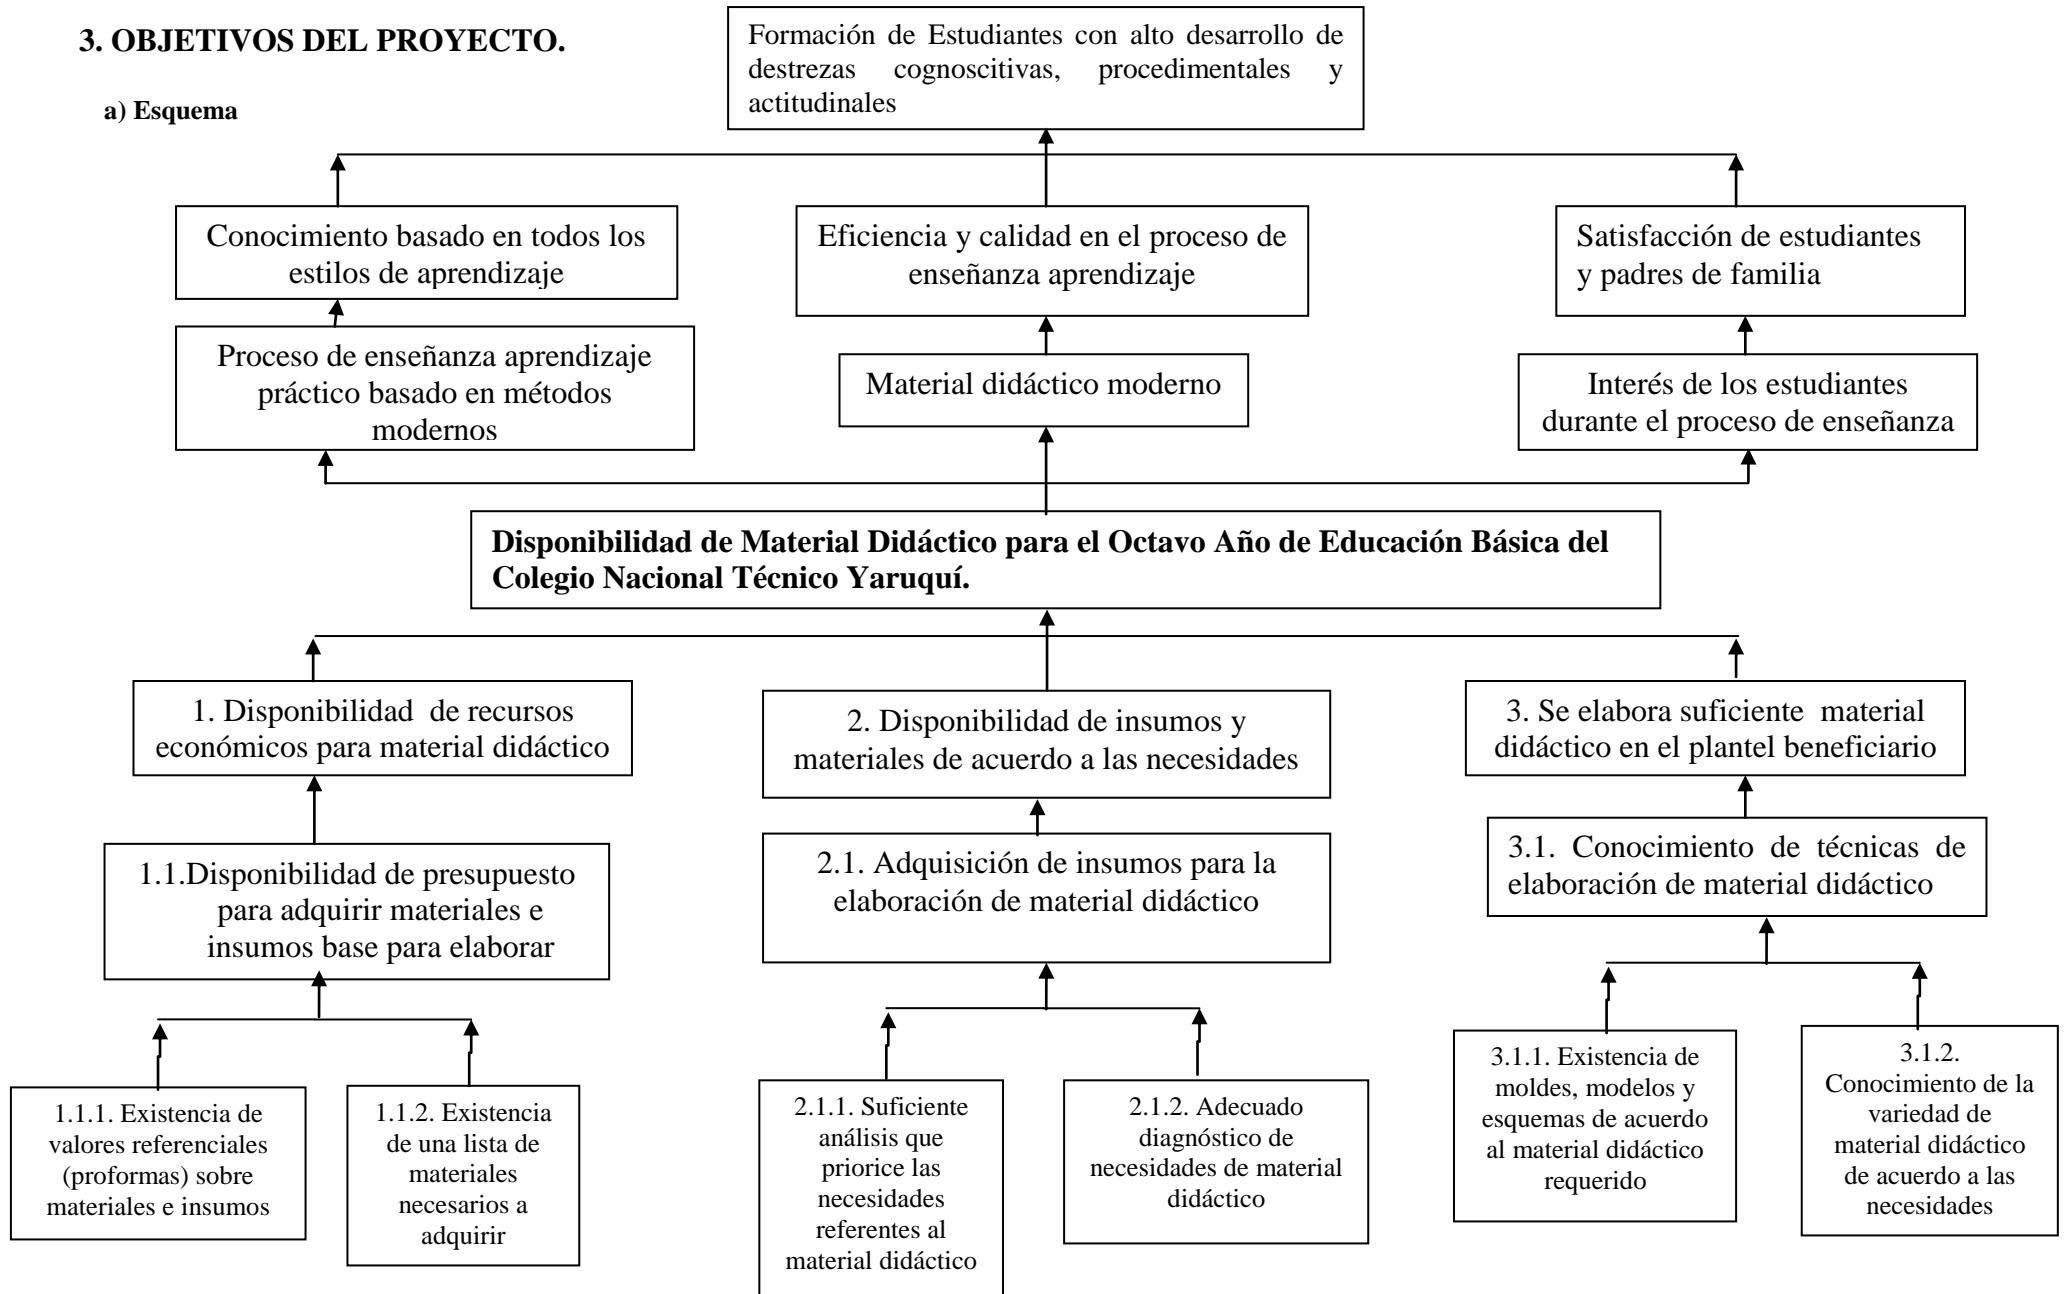 3. OBJETIVOS DEL PROYECTO.
a) Esquema
Formación de Estudiantes con alto desarrollo de
destrezas cognoscitivas, procedimentales y
actitudinales
Conocimiento basado en todos los
estilos de aprendizaje
Eficiencia y calidad en el proceso de
enseñanza aprendizaje
Satisfacción de estudiantes
y padres de familia
Proceso de enseñanza aprendizaje
práctico basado en métodos
modernos
Material didáctico moderno
Interés de los estudiantes
durante el proceso de enseñanza
Disponibilidad de Material Didáctico para el Octavo Año de Educación Básica del
Colegio Nacional Técnico Yaruquí.
1. Disponibilidad de recursos
económicos para material didáctico
2. Disponibilidad de insumos y
materiales de acuerdo a las necesidades
3. Se elabora suficiente material
didáctico en el plantel beneficiario
1.1.Disponibilidad de presupuesto
para adquirir materiales e
insumos base para elaborar
2.1. Adquisición de insumos para la
elaboración de material didáctico
3.1. Conocimiento de técnicas de
elaboración de material didáctico
1.1.1. Existencia de
valores referenciales
(proformas) sobre
materiales e insumos
1.1.2. Existencia
de una lista de
materiales
necesarios a
adquirir
2.1.1. Suficiente
análisis que
priorice las
necesidades
referentes al
material didáctico
2.1.2. Adecuado
diagnóstico de
necesidades de material
didáctico
3.1.1. Existencia de
moldes, modelos y
esquemas de acuerdo
al material didáctico
requerido
3.1.2.
Conocimiento de la
variedad de
material didáctico
de acuerdo a las
necesidades